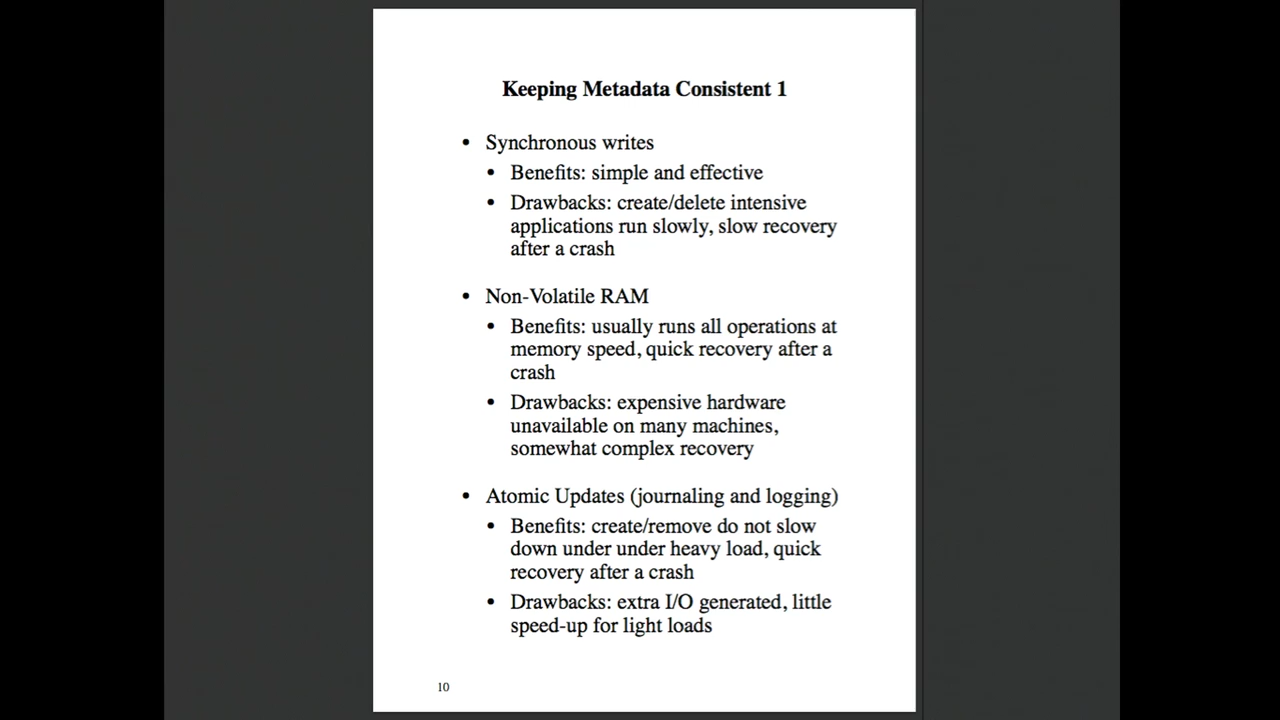 Keeping Metadata Consistent 1
• Synchronous writes
• Benefits: simple and effective
• Drawbacks: create/delete intensive
applications run slowly, slow recovery
after a crash
• Non-Volatile RAM
• Benefits: usually runs all operations at
memory speed, quick recovery after a
crash
• Drawbacks: expensive hardware
unavailable on many machines,
somewhat complex recovery
• Atomic Updates (journaling and logging)
• Benefits: create/remove do not slow
down under under heavy load, quick
recovery after a crash
• Drawbacks: extra I/O generated, little
speed-up for light loads
10